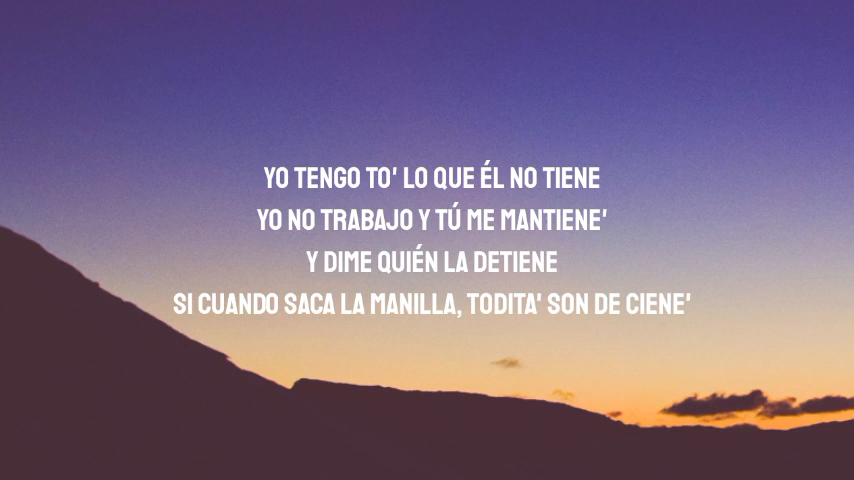 YO TENGO TO' LO QUE ÉL NO TIENE
YO NO TRABAJO Y TÚ ME MANTIENE'
Y DIME QUIÉN LA DETIENE
SI CUANDO SACA LA MANILLA, TODITA' SON DE CIENE'